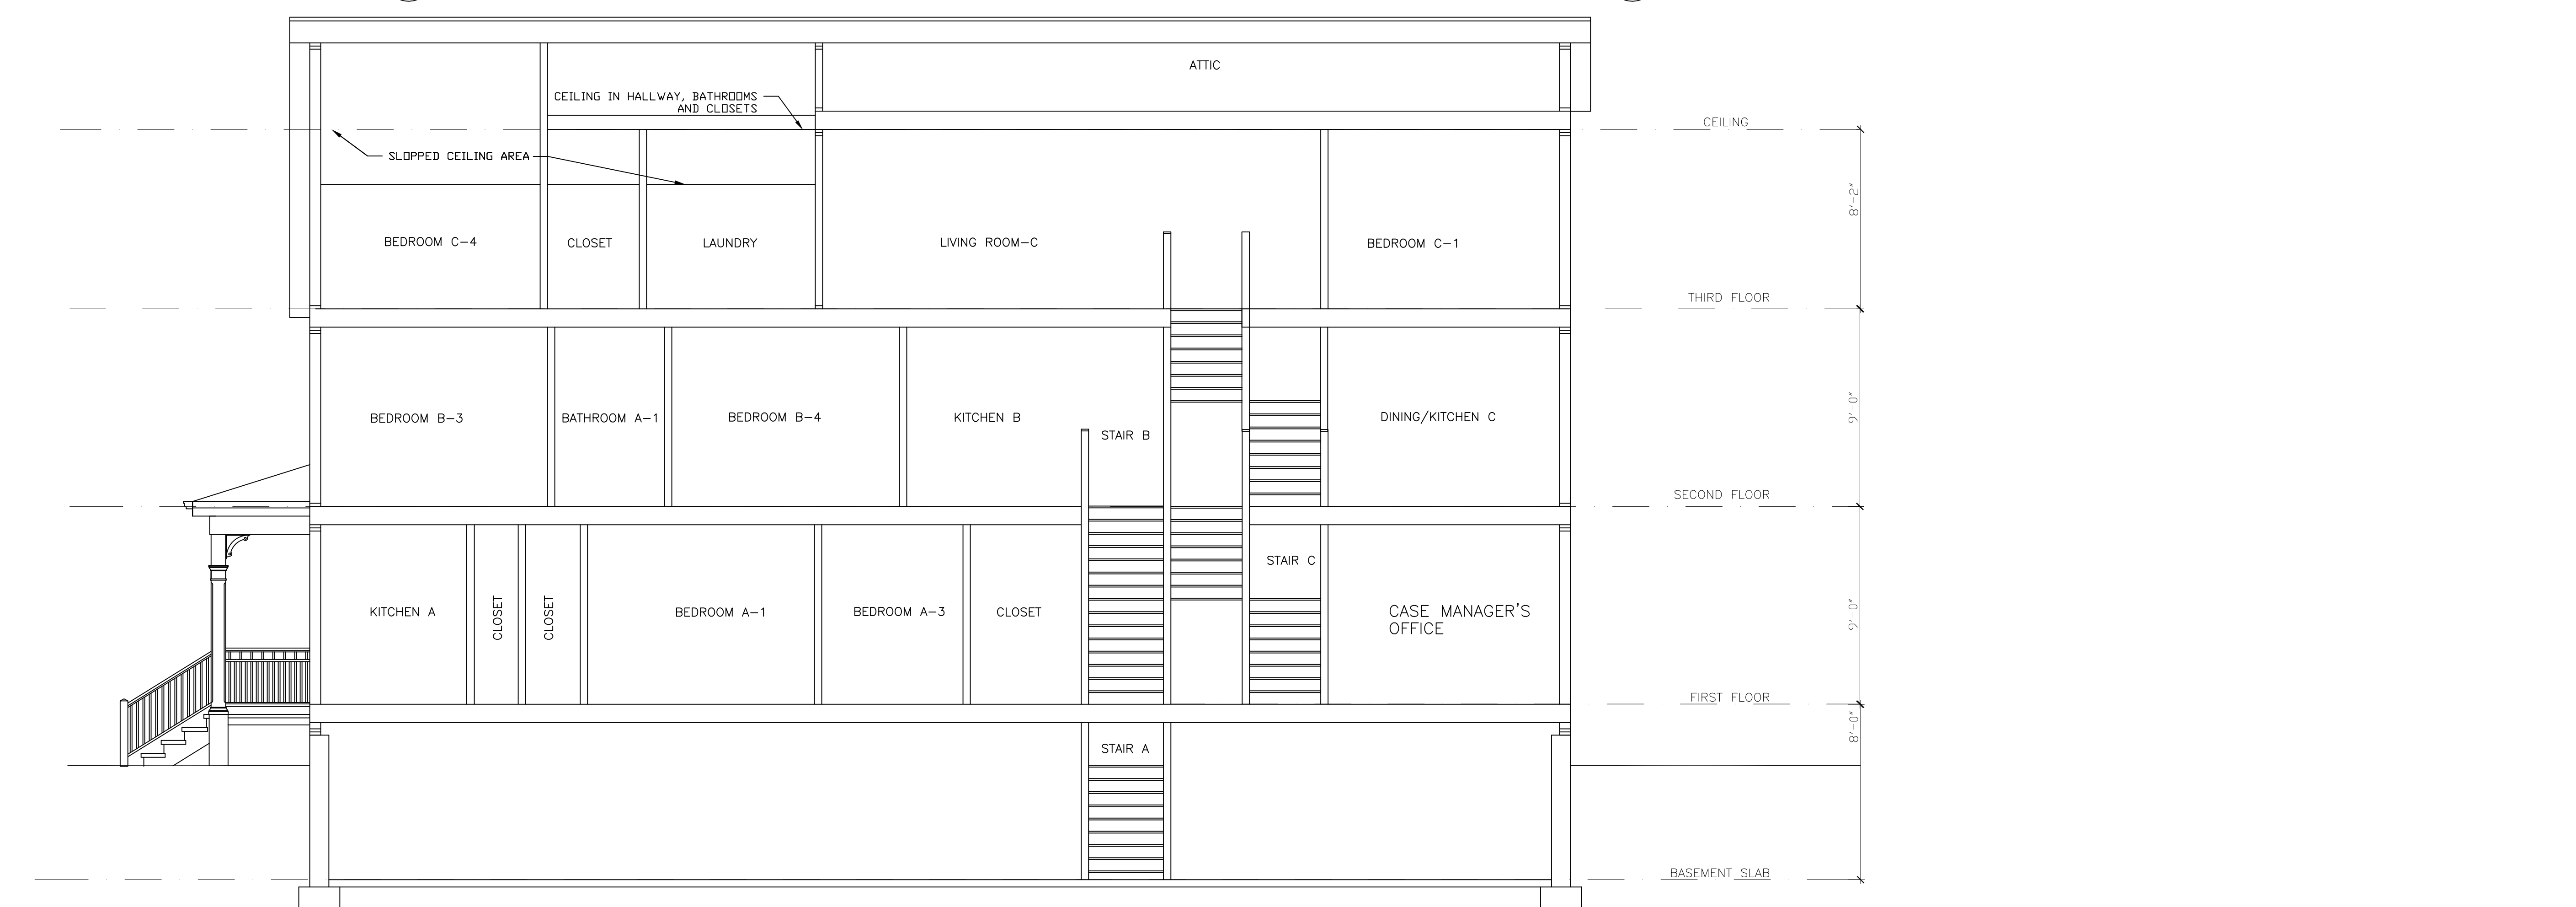 ATTIC
CEILING IN HALLWAY, BATHROOMS
AND CLOSETS
CEILING
SLOPPED CEILING AREA
8'-2"
BEDROOM C-4
CLOSET
LAUNDRY
LIVING ROOM-C
BEDROOM C-1
THIRD FLOOR
BEDROOM B-3
BATHROOM A-1
BEDROOM B-4
KITCHEN B
STAIR B
DINING/KITCHEN C
9'-0"
SECOND FLOOR
STAIR C
KITCHEN A
CLOSET
CLOSET
BEDROOM A-1
BEDROOM A-3
CLOSET
CASE MANAGER'S
OFFICE
9'-0"
FIRST FLOOR
8'-0"
STAIR A
BASEMENT SLAB